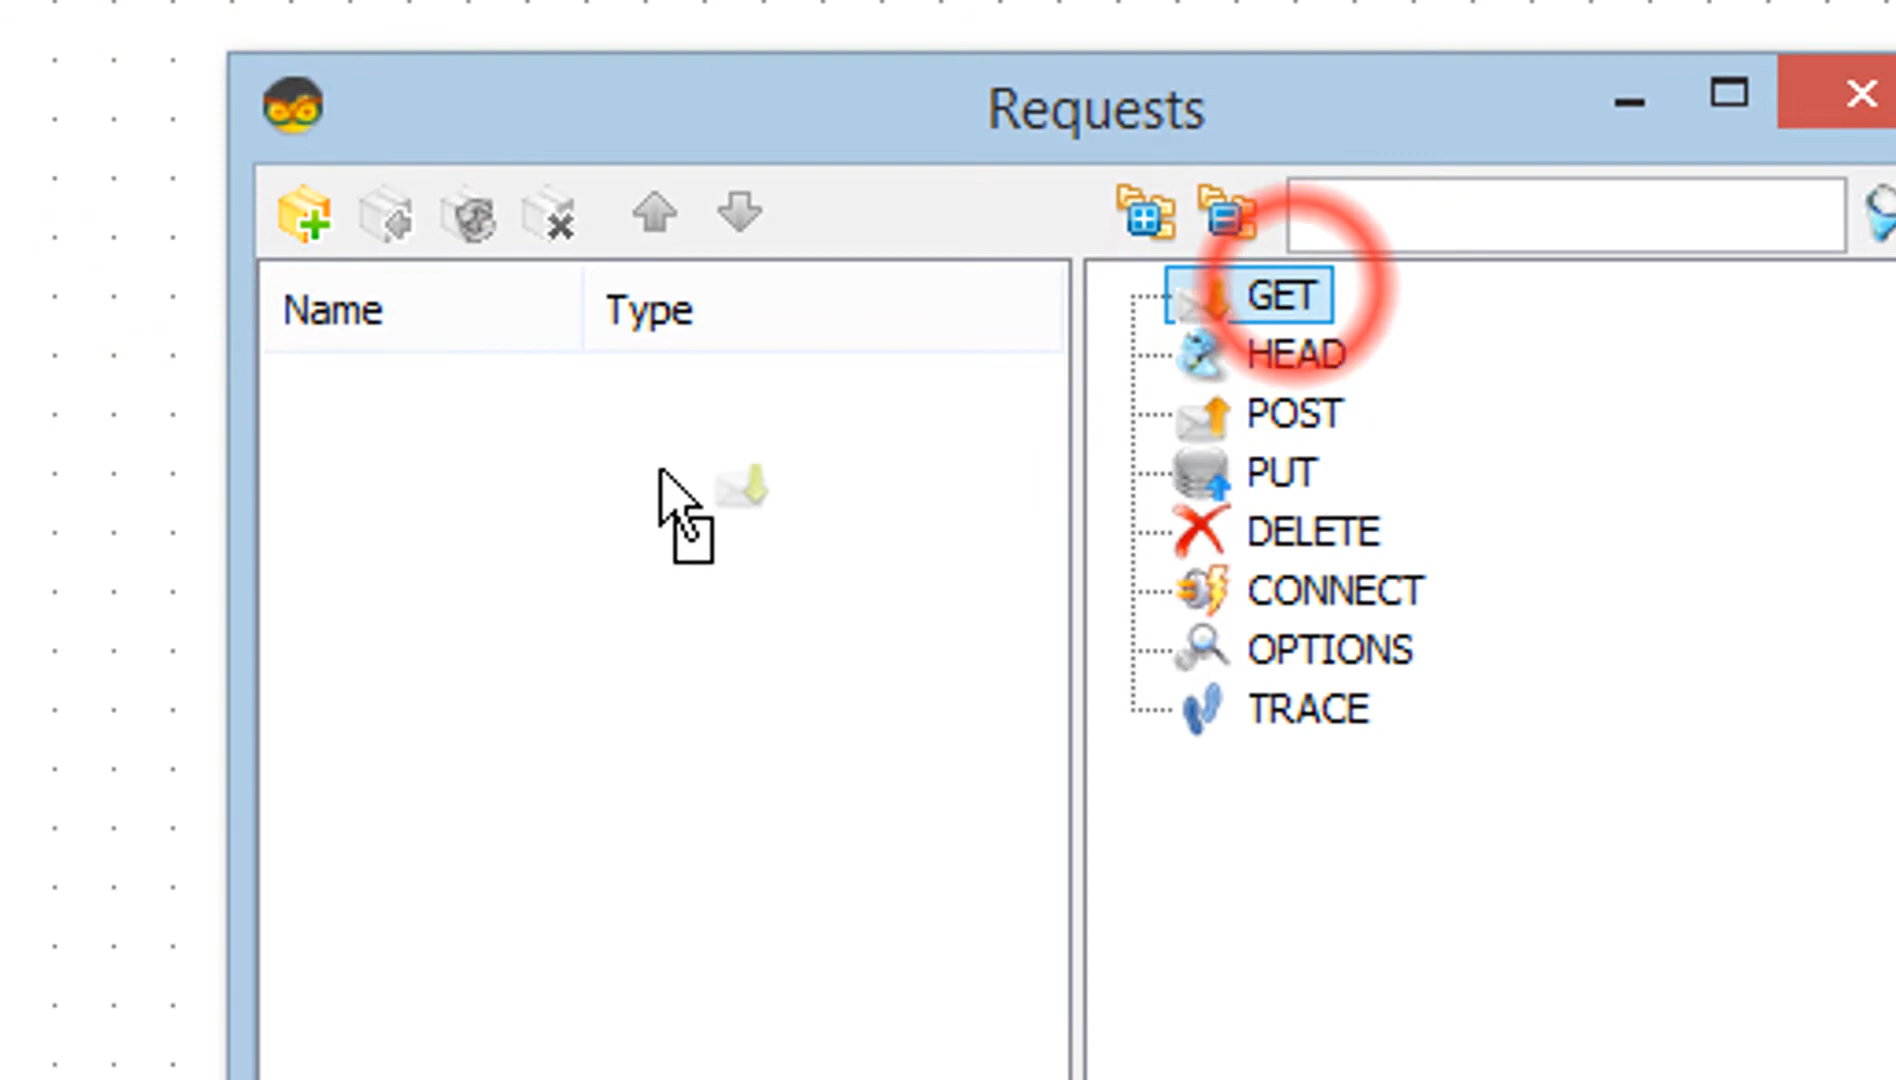 Requests
Name Type
GET
HEAD
POST
PUT
DELETE
CONNECT
OPTIONS
TRACE